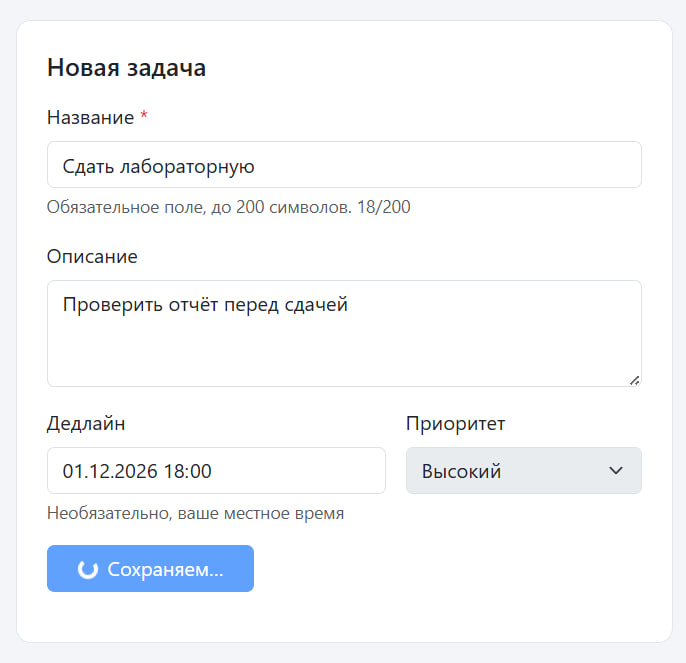 Новая задача
Название *
Сдать лабораторную
Обязательное поле, до 200 символов. 18/200
Описание
Проверить отчёт перед сдачей
Дедлайн
Приоритет
01.12.2026 18:00
Высокий
Необязательно, ваше местное время
Сохраняем...